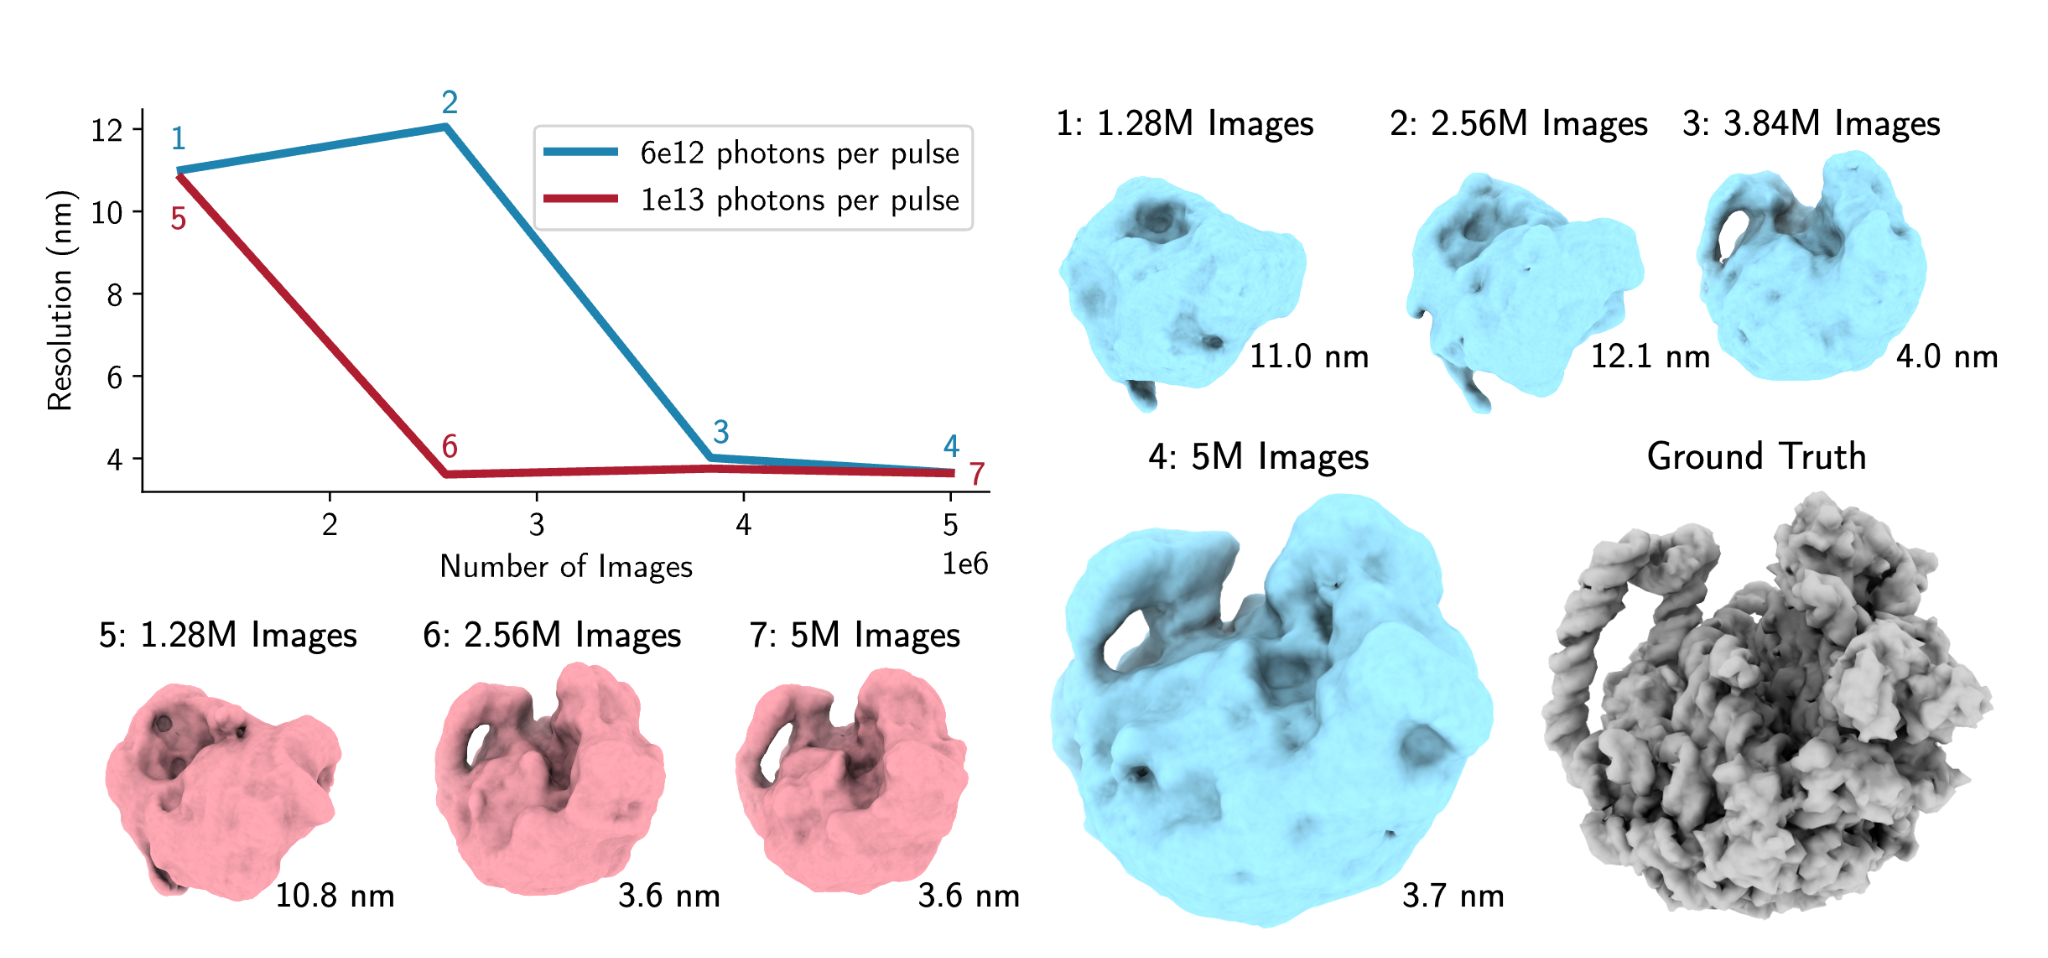 1
2
3
4
5
6
7
6e12 photons per pulse
1e13 photons per pulse
12
10
8
6
4
Resolution (nm)
2
3
4
5
1e6
Number of Images
1: 1.28M Images
2: 2.56M Images
3: 3.84M Images
11.0 nm
12.1 nm
4.0 nm
4: 5M Images
Ground Truth
3.7 nm
5: 1.28M Images
6: 2.56M Images
7: 5M Images
10.8 nm
3.6 nm
3.6 nm